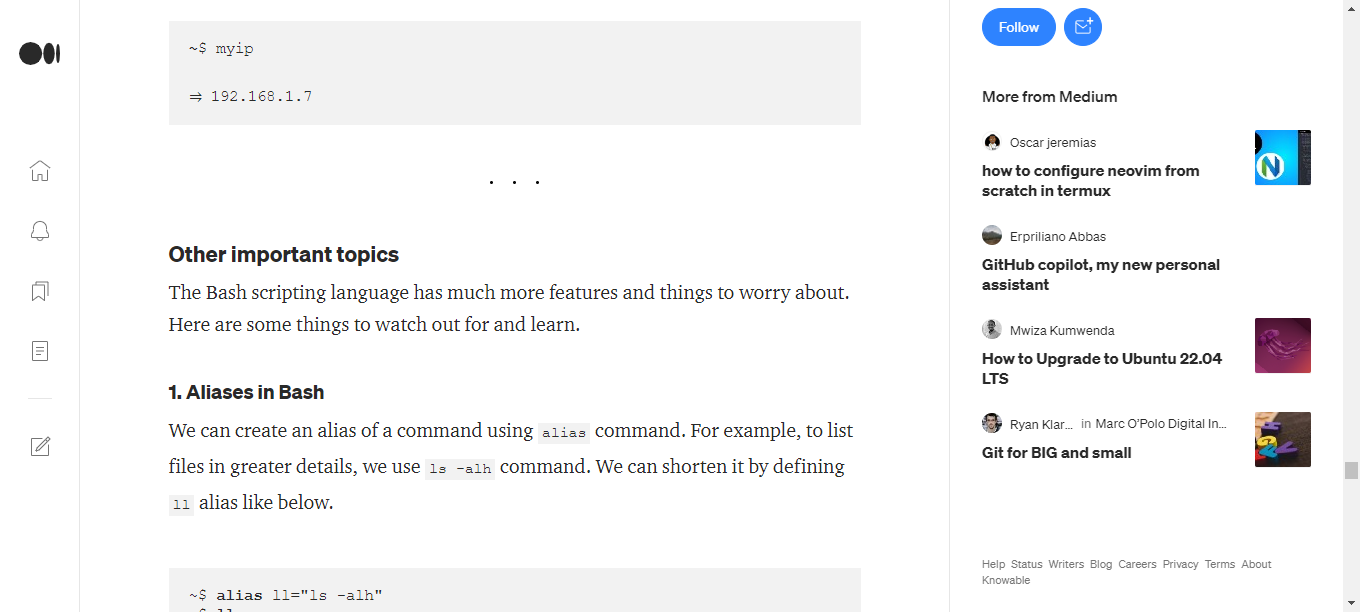 ~$ myip
⇒ 192.168.1.7
. . .
Other important topics
The Bash scripting language has much more features and things to worry about.
Here are some things to watch out for and learn.
1. Aliases in Bash
We can create an alias of a command using alias command. For example, to list
files in greater details, we use ls -alh command. We can shorten it by defining
ll alias like below.
~$ alias ll="ls -alh"
Follow
More from Medium
Oscar jeremias
how to configure neovim from
scratch in termux
Erpriliano Abbas
GitHub copilot, my new personal
assistant
Mwiza Kumwenda
How to Upgrade to Ubuntu 22.04
LTS
Ryan Klar... in Marc O'Polo Digital In...
Git for BIG and small
Help Status Writers Blog Careers Privacy Terms About
Knowable